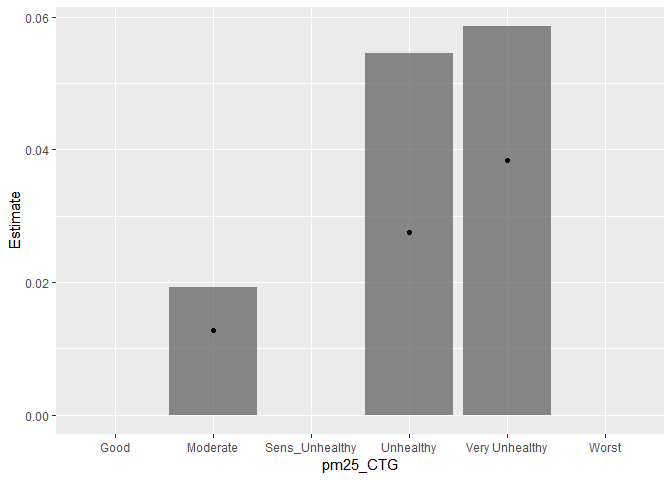 0.06
0.04
0.02
0.00
Estimate
Good Moderate Sens_Unhealthy Unhealthy Very Unhealthy Worst
pm25_CTG